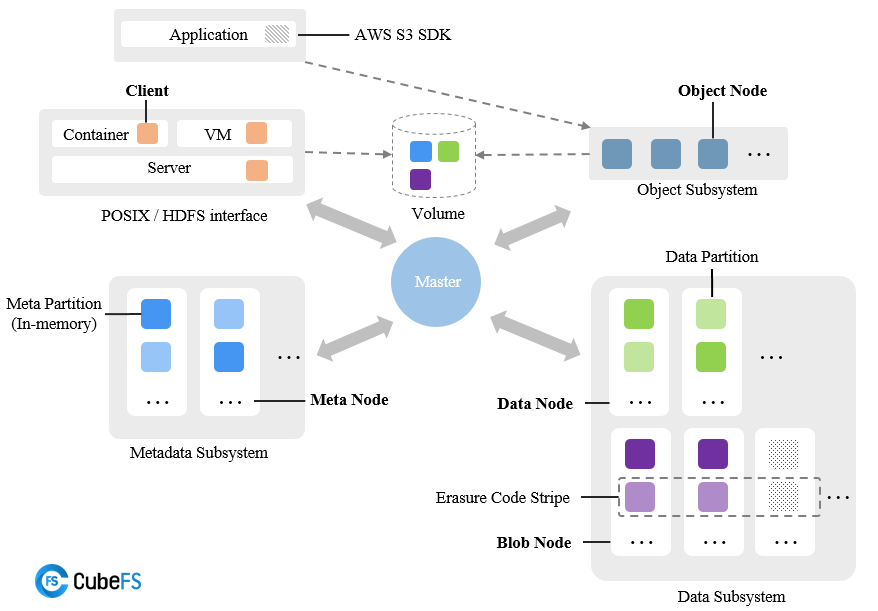 Application
AWS S3 SDK
Client
Object Node
Container
VM
Server
...
Object Subsystem
POSIX / HDFS interface
Volume
Master
Data Partition
Meta Partition
(In-memory)
...
...
... ...
Meta Node
Data Node
... ...
Metadata Subsystem
Erasure Code Stripe
...
Blob Node
... ... ...
FS CubeFS
Data Subsystem